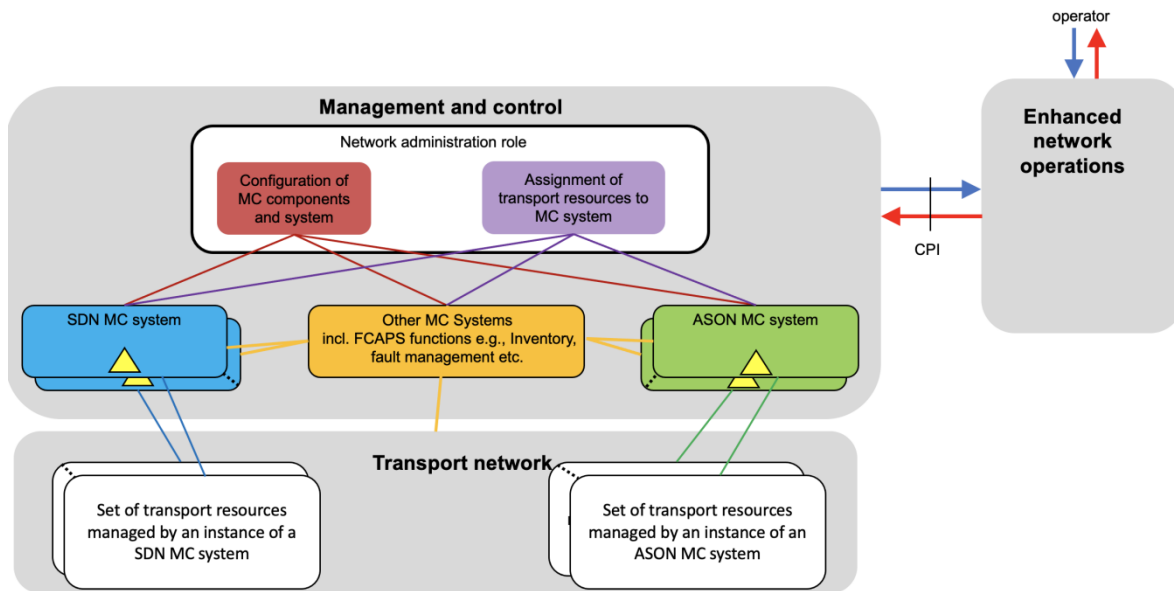 operator
Management and control
Network administration role
Configuration of
MC components
and system
Assignment of
transport resources to
MC system
Enhanced
network
operations
CPI
SDN MC system
Other MC Systems
incl. FCAPS functions e.g., Inventory,
fault management etc.
ASON MC system
Transport network
Set of transport resources
managed by an instance of a
SDN MC system
Set of transport resources
managed by an instance of an
ASON MC system